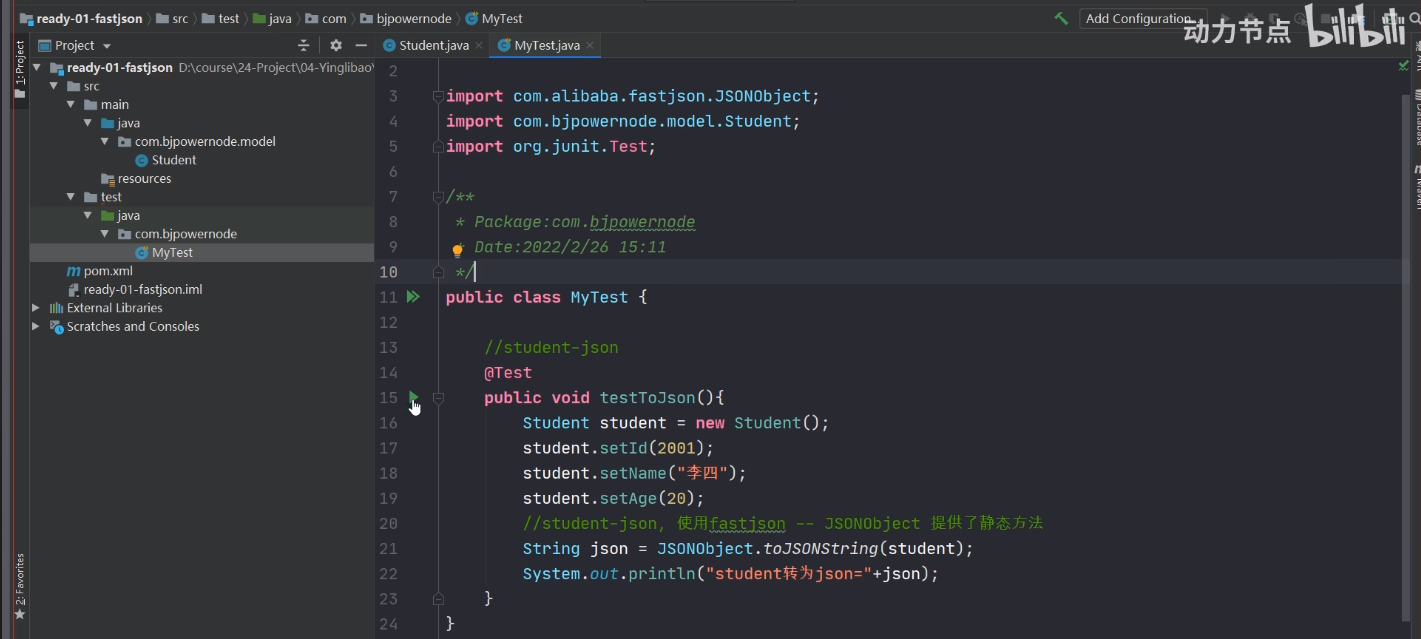 ready-01-fastjson
src
test
java
com
bjpowernode
MyTest
Add Configuration...
动力节点 bilibili
1: Project
Project
Student.java
MyTest.java
ready-01-fastjson D:\course\24-Project\04-Yinglibao\
src
main
java
com.bjpowernode.model
Student
resources
test
java
com.bjpowernode
MyTest
pom.xml
ready-01-fastjson.iml
External Libraries
Scratches and Consoles
2: Favorites
2
3 import com.alibaba.fastjson.JSONObject;
4 import com.bjpowernode.model.Student;
5 import org.junit.Test;
6
7 /**
8 * Package:com.bjpowernode
9 Date:2022/2/26 15:11
10 */
11 public class MyTest {
12
13 //student-json
14 @Test
15 public void testToJson(){
16 Student student = new Student();
17 student.setId(2001);
18 student.setName("李四");
19 student.setAge(20);
20 //student-json, 使用fastjson -- JSONObject 提供了静态方法
21 String json = JSONObject.toJSONString(student);
22 System.out.println("student转为json="+json);
23 }
24 }